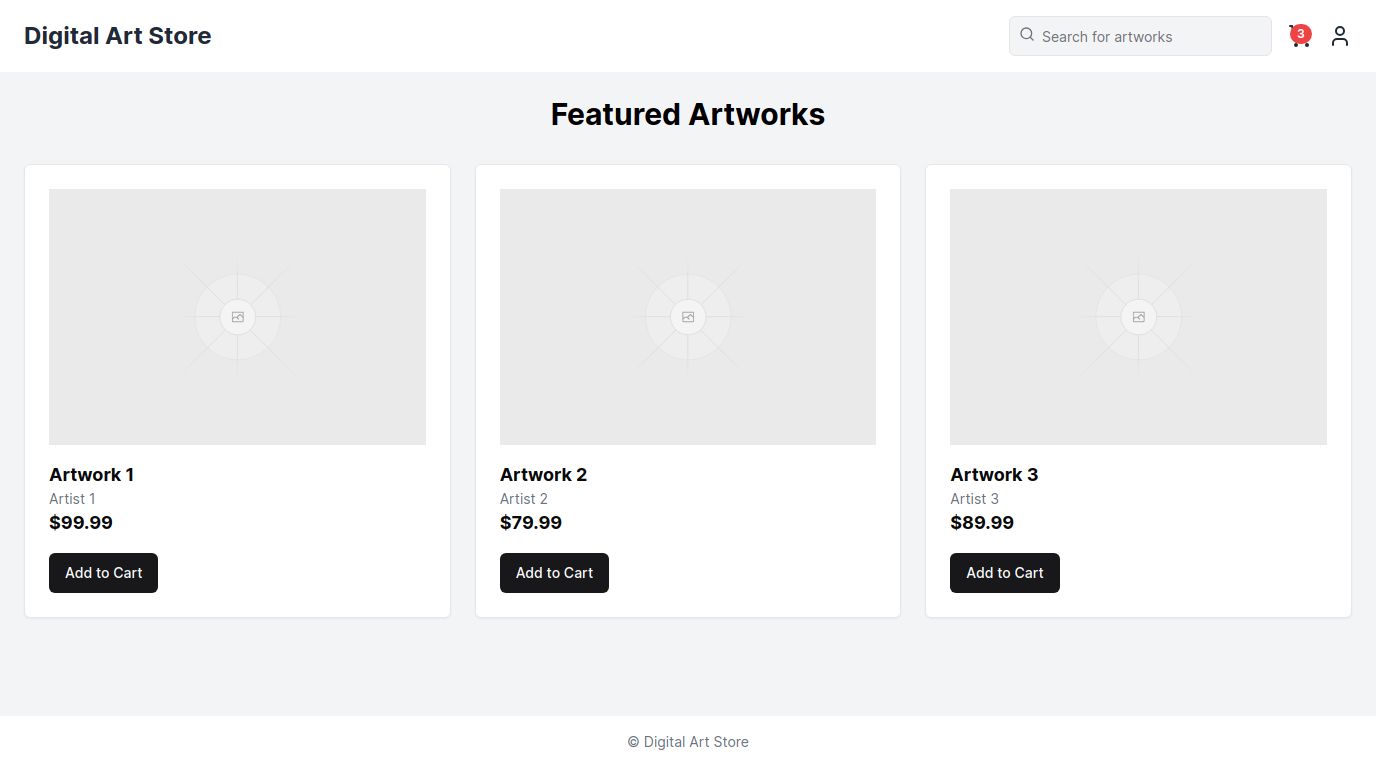 Digital Art Store
Search for artworks
3
Featured Artworks
Artwork 1
Artist 1
$99.99
Add to Cart
Artwork 2
Artist 2
$79.99
Add to Cart
Artwork 3
Artist 3
$89.99
Add to Cart
© Digital Art Store